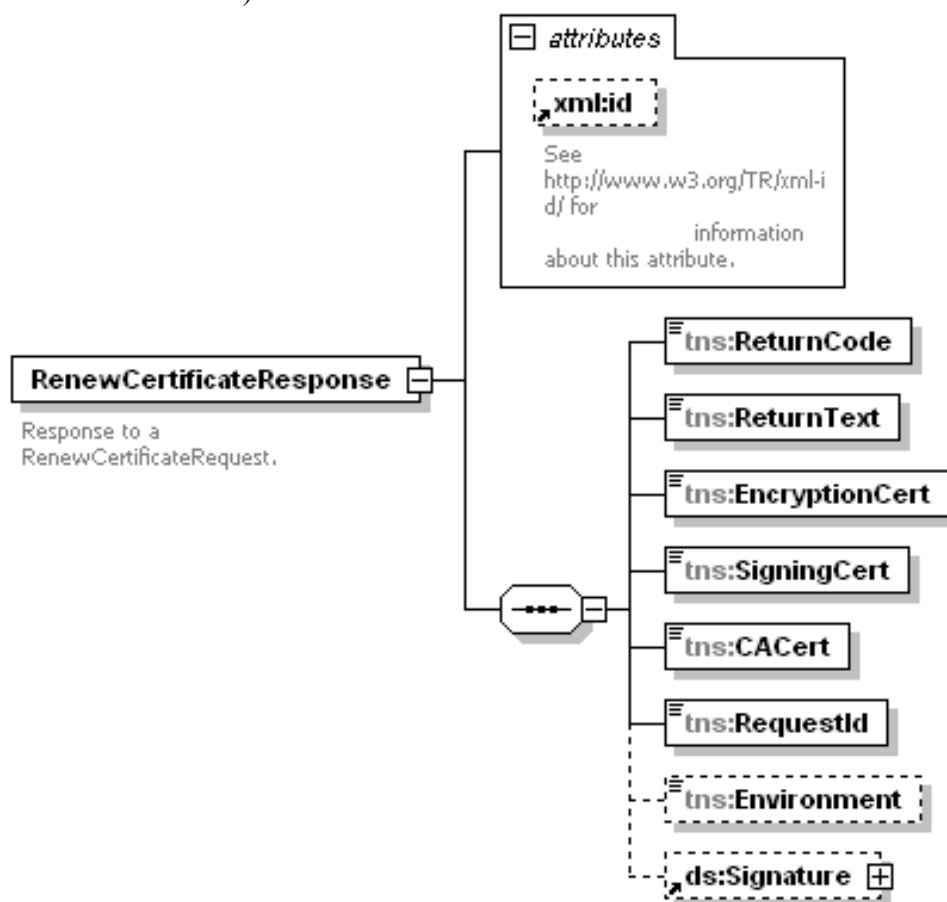 )
attributes
xml:id
See
http://www.w3.org/TR/xml-i
d/ for
information
about this attribute.
RenewCertificateResponse
Response to a
RenewCertificateRequest.
tns:ReturnCode
tns:ReturnText
tns:EncryptionCert
tns:SigningCert
tns:CACert
tns:RequestId
tns:Environment
ds:Signature